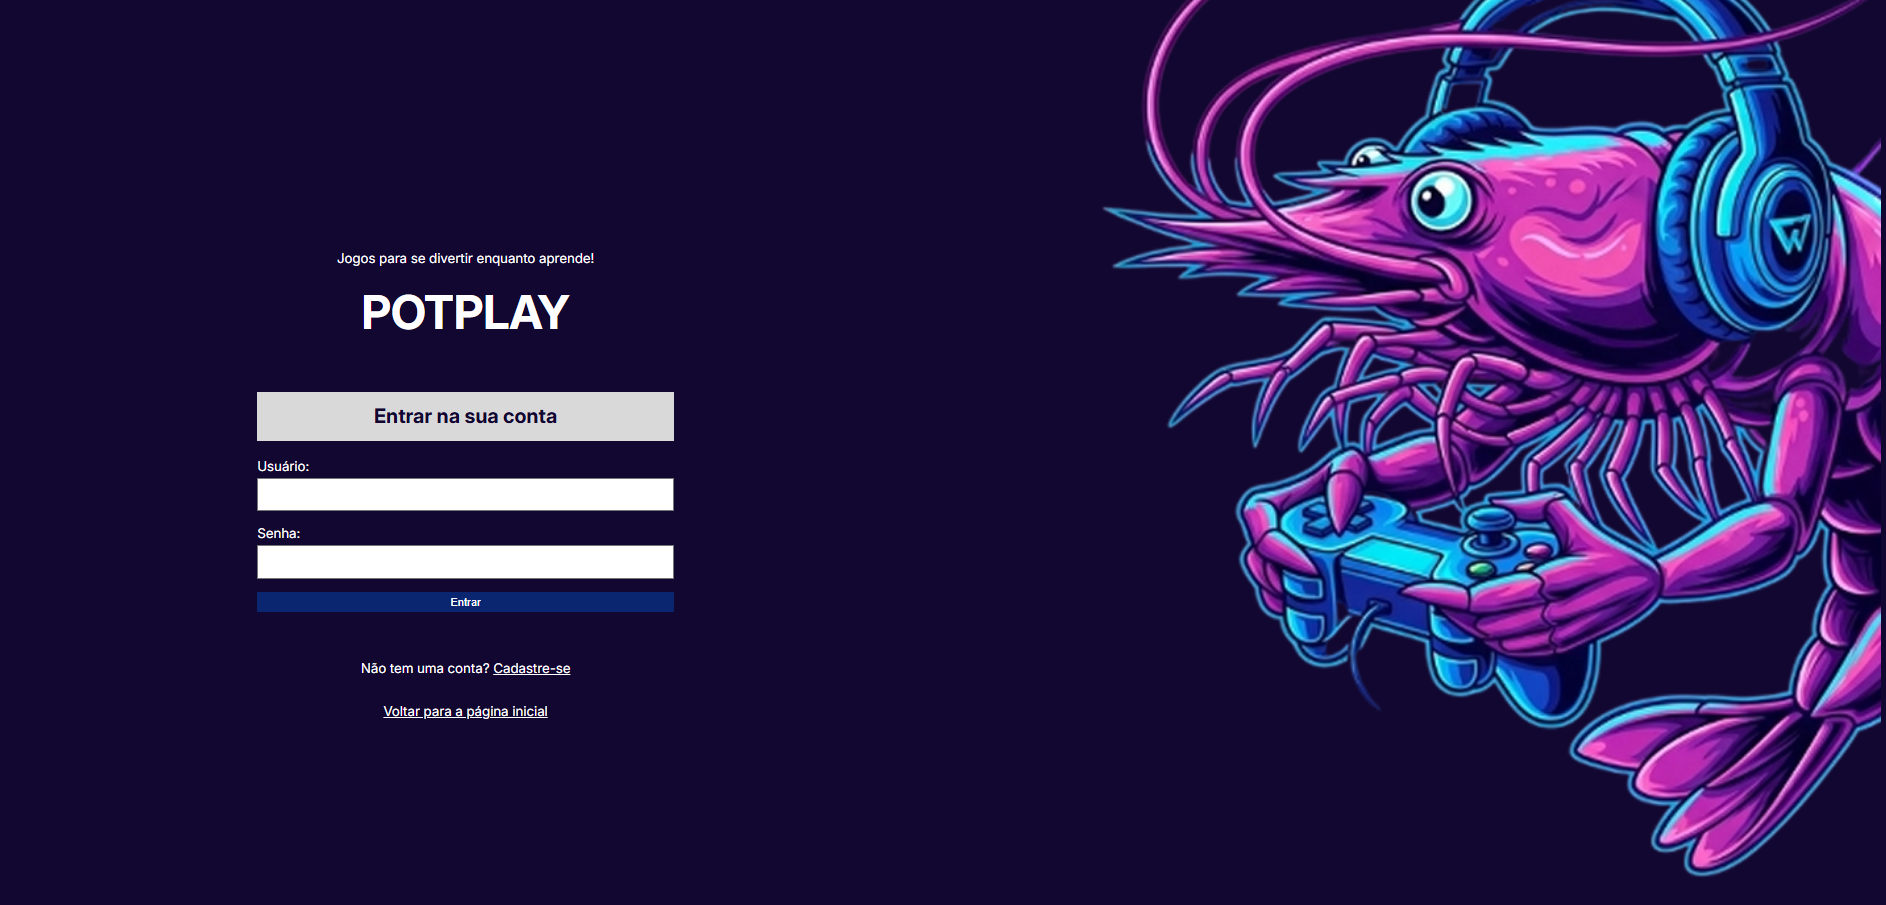 Jogos para se divertir enquanto aprende!
POTPLAY
Entrar na sua conta
Usuário:
Senha:
Entrar
Não tem uma conta? Cadastre-se
Voltar para a página inicial